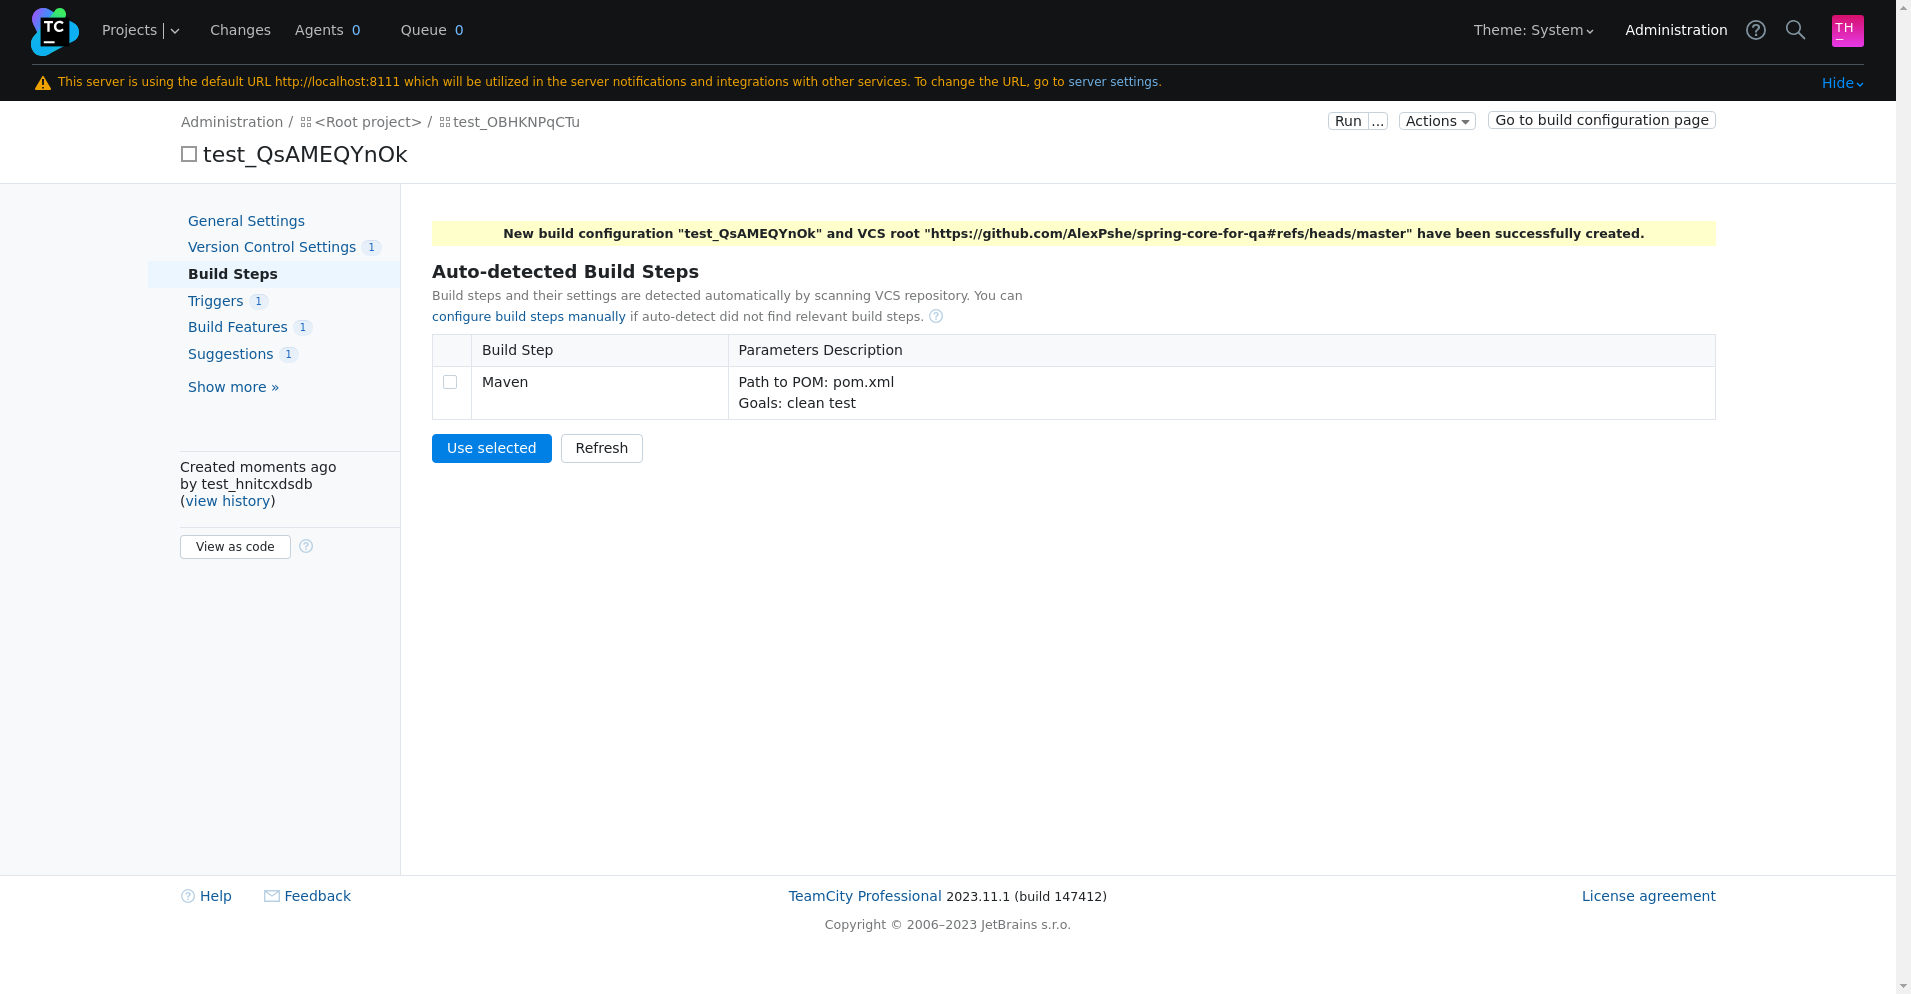 TC
Projects
Changes
Agents 0
Queue 0
Theme: System
Administration
TH
This server is using the default URL http://localhost:8111 which will be utilized in the server notifications and integrations with other services. To change the URL, go to server settings.
Hide
Administration / <Root project> / test_OBHKNPqCTu
Run ...
Actions
Go to build configuration page
test_QsAMEQYnOk
General Settings
Version Control Settings 1
Build Steps
Triggers 1
Build Features 1
Suggestions 1
Show more »
Created moments ago
by test_hnitcxdsdb
(view history)
View as code
New build configuration "test_QsAMEQYnOk" and VCS root "https://github.com/AlexPshe/spring-core-for-qa#refs/heads/master" have been successfully created.
Auto-detected Build Steps
Build steps and their settings are detected automatically by scanning VCS repository. You can
configure build steps manually if auto-detect did not find relevant build steps.
Build Step Parameters Description
Maven Path to POM: pom.xml
Goals: clean test
Use selected
Refresh
Help
Feedback
TeamCity Professional 2023.11.1 (build 147412)
License agreement
Copyright © 2006–2023 JetBrains s.r.o.